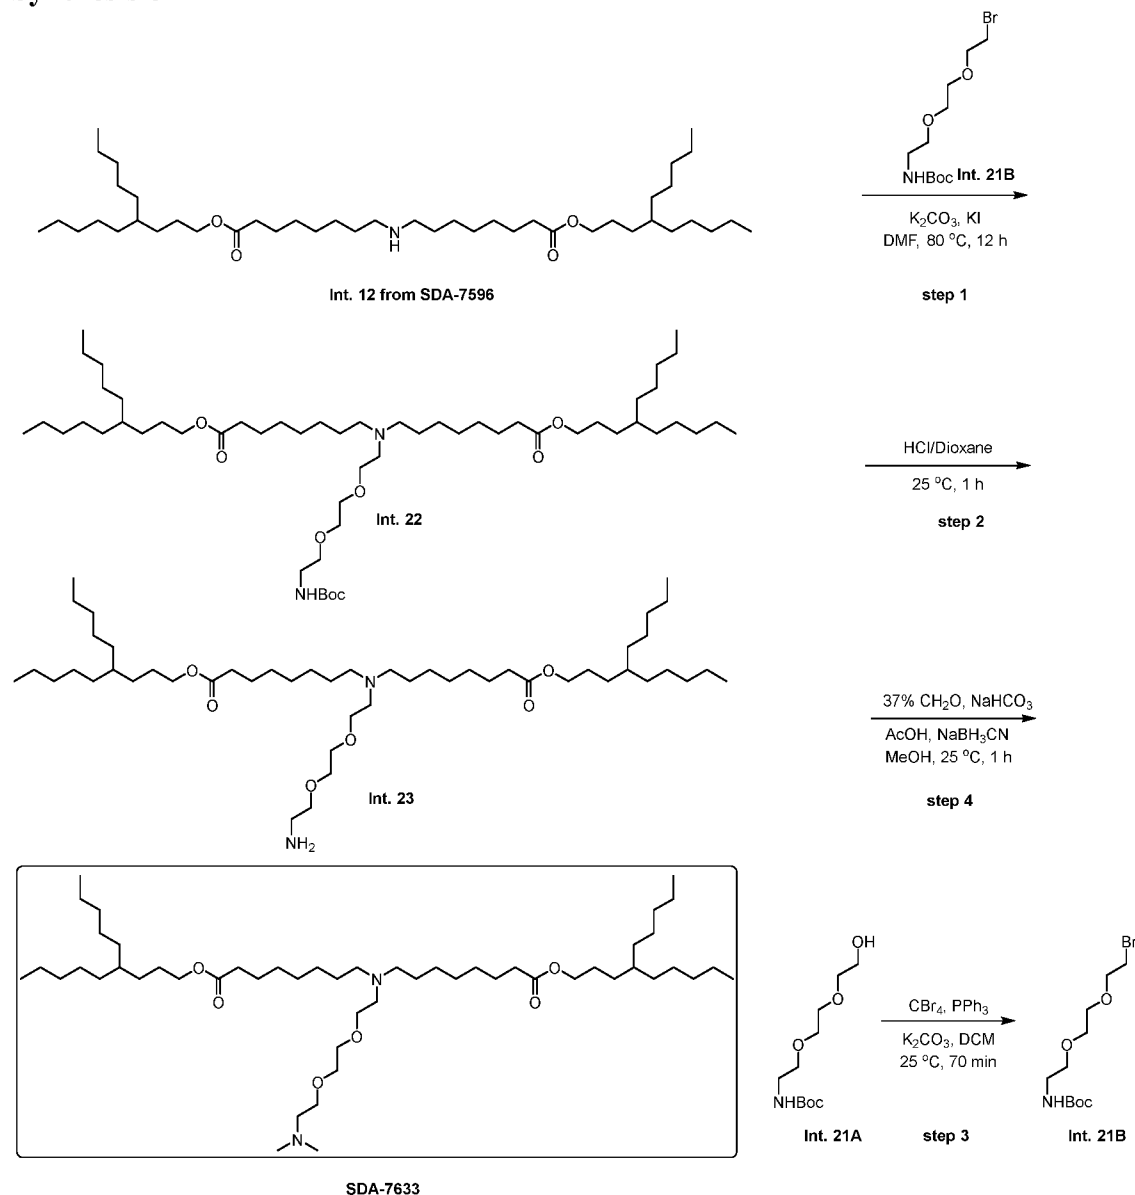 Br
O
O
NHBoc Int. 21B
K2CO3, KI
DMF, 80 °C, 12 h
step 1
O
O
N
H
O
O
Int. 12 from SDA-7596
O
O
N
O
O
O
O
NHBoc
Int. 22
HCl/Dioxane
25 °C, 1 h
step 2
O
O
N
O
O
O
O
NH2
Int. 23
37% CH2O, NaHCO3
AcOH, NaBH3CN
MeOH, 25 °C, 1 h
step 4
O
O
N
O
O
O
O
N
SDA-7633
OH
O
O
NHBoc
Int. 21A
CBr4, PPh3
K2CO3, DCM
25 °C, 70 min
step 3
Br
O
O
NHBoc
Int. 21B